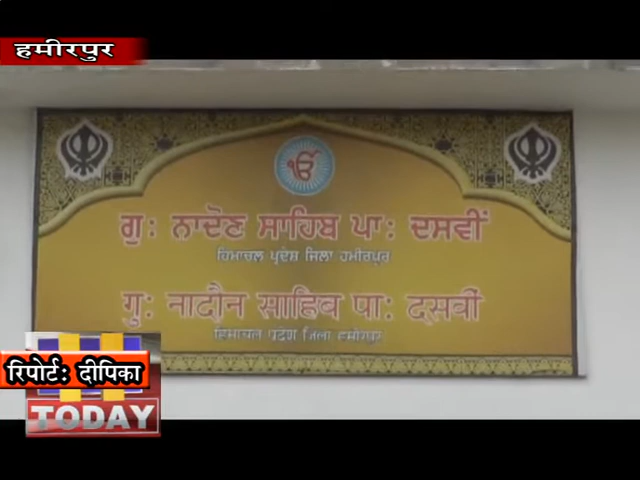 हमीरपुर
ੴ
ਗੁ: ਨਾਦੌਣ ਸਾਹਿਬ ਪਾ: ਦਸਵੀਂ
ਹਿਮਾਚਲ ਪ੍ਰਦੇਸ਼ ਜਿਲਾ ਹਮੀਰਪੁਰ
गु: नादौन साहिब पा: दसवीं
हिमाचल प्रदेश जिला हमीरपुर
रिपोर्ट: दीपिका
TODAY